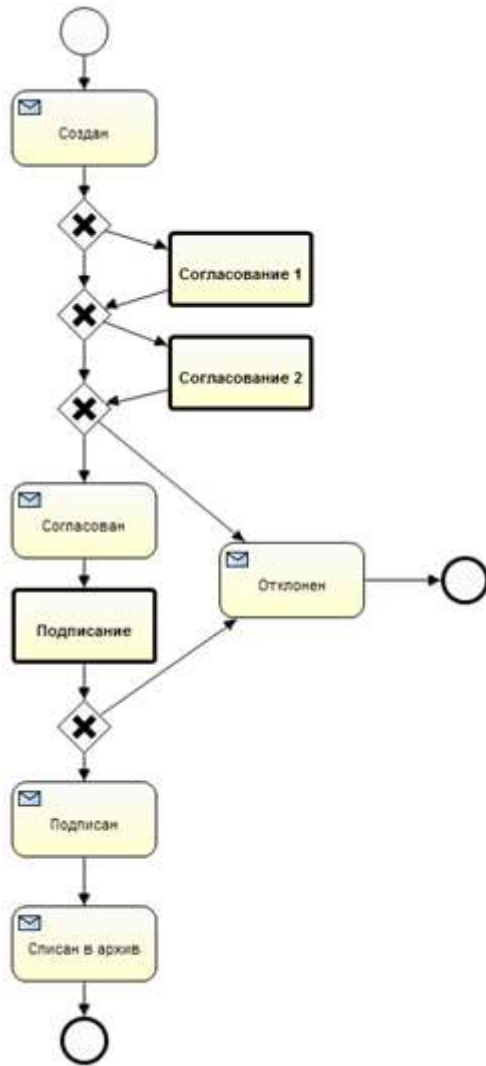 Создан
Согласование 1
Согласование 2
Согласован
Отклонен
Подписание
Подписан
Списан в архив